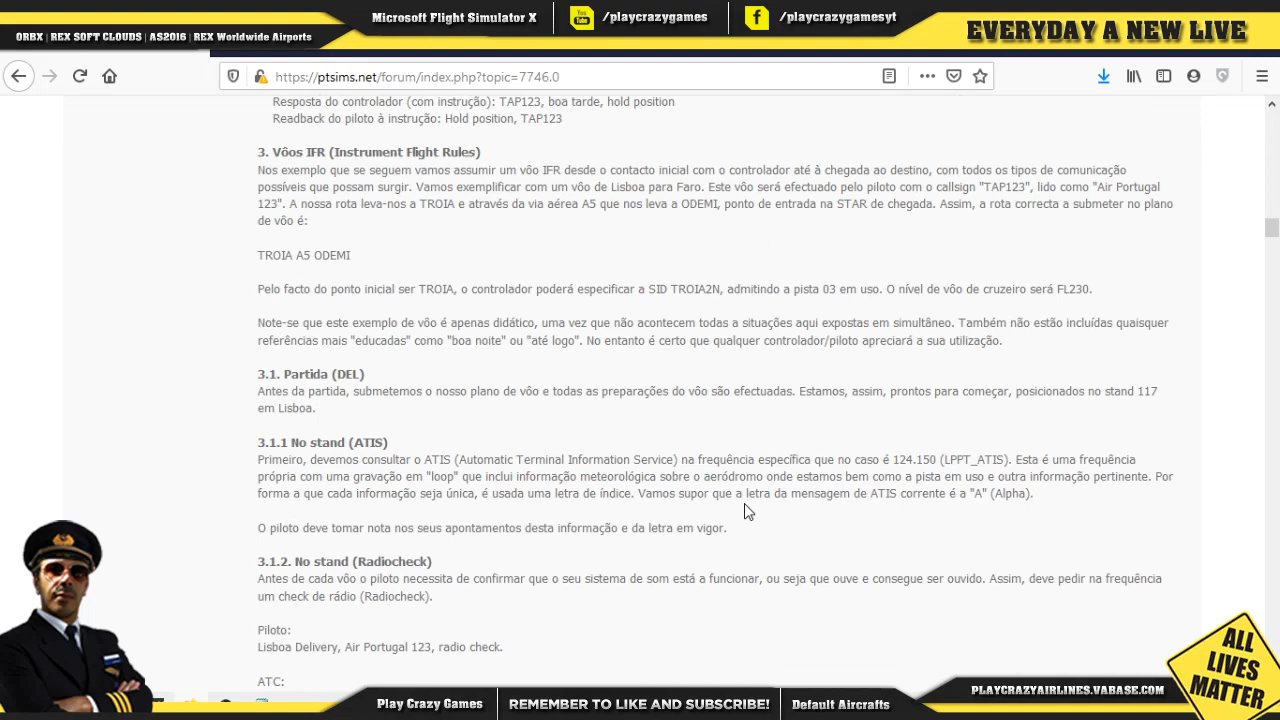 Microsoft Flight Simulator X
/playcrazygames
/playcrazygamesyt
EVERYDAY A NEW LIVE
ORBX | REX SOFT CLOUDS | AS2016 | REX Worldwide Airports
https://ptsims.net/forum/index.php?topic=7746.0
Resposta do controlador (com instrução): TAP123, boa tarde, hold position
Readback do piloto à instrução: Hold position, TAP123
3. Vôos IFR (Instrument Flight Rules)
Nos exemplo que se seguem vamos assumir um vôo IFR desde o contacto inicial com o controlador até à chegada ao destino, com todos os tipos de comunicação
possíveis que possam surgir. Vamos exemplificar com um vôo de Lisboa para Faro. Este vôo será efectuado pelo piloto com o callsign "TAP123", lido como "Air Portugal
123". A nossa rota leva-nos a TROIA e através da via aérea A5 que nos leva a ODEMI, ponto de entrada na STAR de chegada. Assim, a rota correcta a submeter no plano
de vôo é:
TROIA A5 ODEMI
Pelo facto do ponto inicial ser TROIA, o controlador poderá especificar a SID TROIA2N, admitindo a pista 03 em uso. O nível de vôo de cruzeiro será FL230.
Note-se que este exemplo de vôo é apenas didático, uma vez que não acontecem todas a situações aqui expostas em simultâneo. Também não estão incluídas quaisquer
referências mais "educadas" como "boa noite" ou "até logo". No entanto é certo que qualquer controlador/piloto apreciará a sua utilização.
3.1. Partida (DEL)
Antes da partida, submetemos o nosso plano de vôo e todas as preparações do vôo são efectuadas. Estamos, assim, prontos para começar, posicionados no stand 117
em Lisboa.
3.1.1 No stand (ATIS)
Primeiro, devemos consultar o ATIS (Automatic Terminal Information Service) na frequência específica que no caso é 124.150 (LPPT_ATIS). Esta é uma frequência
própria com uma gravação em "loop" que inclui informação meteorológica sobre o aeródromo onde estamos bem como a pista em uso e outra informação pertinente. Por
forma a que cada informação seja única, é usada uma letra de índice. Vamos supor que a letra da mensagem de ATIS corrente é a "A" (Alpha).
O piloto deve tomar nota nos seus apontamentos desta informação e da letra em vigor.
3.1.2. No stand (Radiocheck)
Antes de cada vôo o piloto necessita de confirmar que o seu sistema de som está a funcionar, ou seja que ouve e consegue ser ouvido. Assim, deve pedir na frequência
um check de rádio (Radiocheck).
Piloto:
Lisboa Delivery, Air Portugal 123, radio check.
ATC:
ALL
LIVES
MATTER
PLAYCRAZYAIRLINES.VABASE.COM
Play Crazy Games
REMEMBER TO LIKE AND SUBSCRIBE!
Default Aircrafts